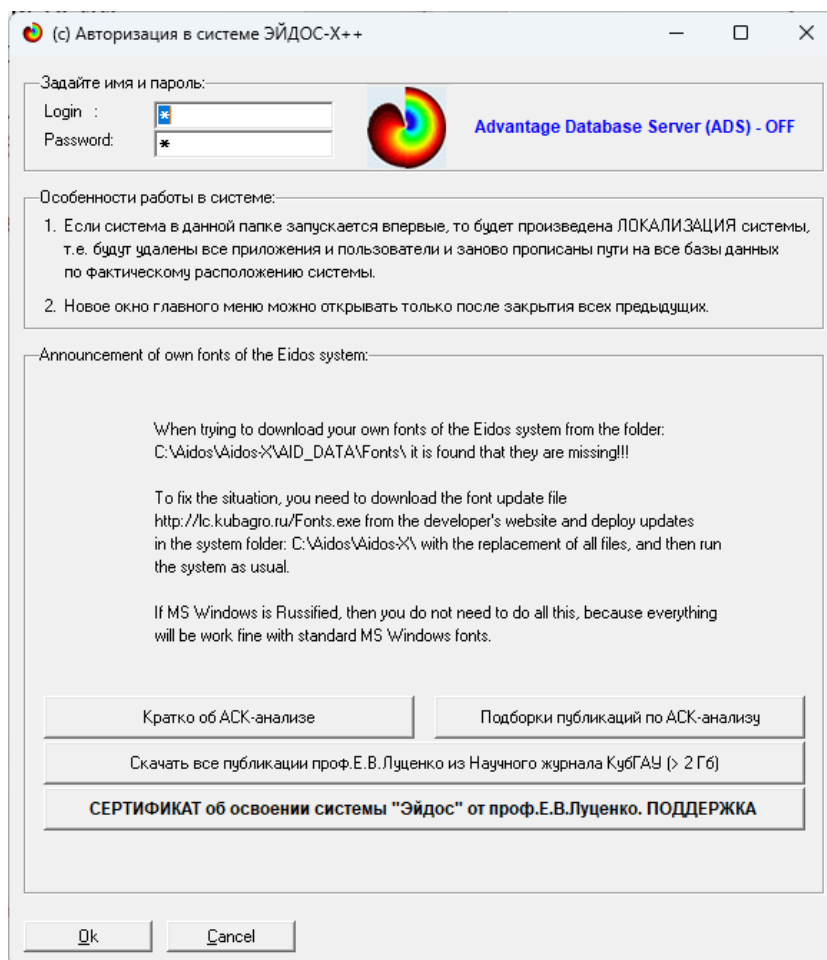 (c) Авторизация в системе ЭЙДОС-Х++
Задайте имя и пароль:
Login :
*
Password:
*
Advantage Database Server (ADS) - OFF
Особенности работы в системе:
1. Если система в данной папке запускается впервые, то будет произведена ЛОКАЛИЗАЦИЯ системы,
т.е. будут удалены все приложения и пользователи и заново прописаны пути на все базы данных
по фактическому расположению системы.
2. Новое окно главного меню можно открывать только после закрытия всех предыдущих.
Announcement of own fonts of the Eidos system:
When trying to download your own fonts of the Eidos system from the folder:
C:\Aidos\Aidos-X\AID_DATA\Fonts\ it is found that they are missing!!!
To fix the situation, you need to download the font update file
http://lc.kubagro.ru/Fonts.exe from the developer's website and deploy updates
in the system folder: C:\Aidos\Aidos-X\ with the replacement of all files, and then run
the system as usual.
If MS Windows is Russified, then you do not need to do all this, because everything
will be work fine with standard MS Windows fonts.
Кратко об АСК-анализе
Подборки публикаций по АСК-анализу
Скачать все публикации проф.Е.В.Луценко из Научного журнала КубГАУ (> 2 Гб)
СЕРТИФИКАТ об освоении системы "Эйдос" от проф.Е.В.Луценко. ПОДДЕРЖКА
Ok
Cancel